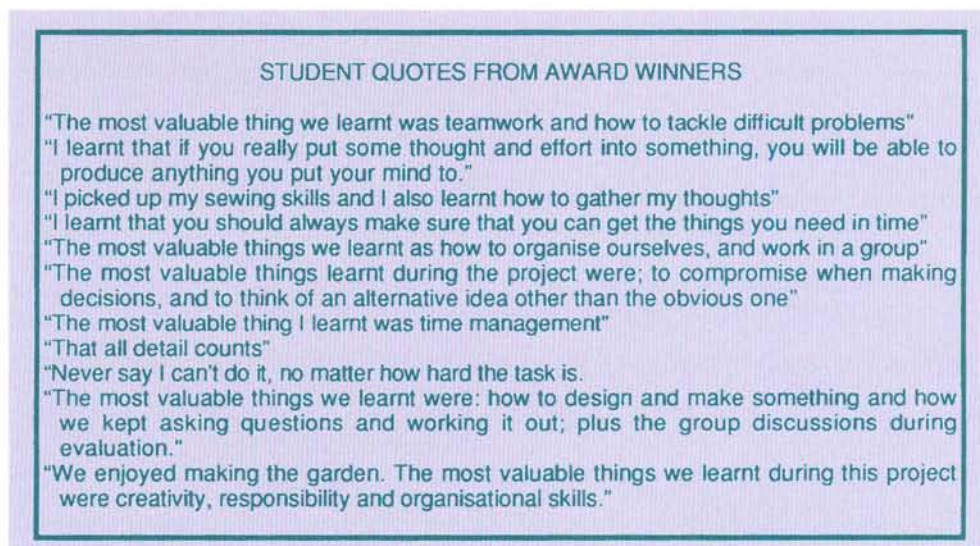 STUDENT QUOTES FROM AWARD WINNERS
“The most valuable thing we learnt was teamwork and how to tackle difficult problems”
“I learnt that if you really put some thought and effort into something, you will be able to
produce anything you put your mind to.”
“I picked up my sewing skills and I also learnt how to gather my thoughts”
“I learnt that you should always make sure that you can get the things you need in time”
“The most valuable things we learnt as how to organise ourselves, and work in a group”
“The most valuable things learnt during the project were; to compromise when making
decisions, and to think of an alternative idea other than the obvious one”
“The most valuable thing I learnt was time management”
“That all detail counts”
“Never say I can't do it, no matter how hard the task is.
“The most valuable things we learnt were: how to design and make something and how
we kept asking questions and working it out; plus the group discussions during
evaluation.”
“We enjoyed making the garden. The most valuable things we learnt during this project
were creativity, responsibility and organisational skills.”